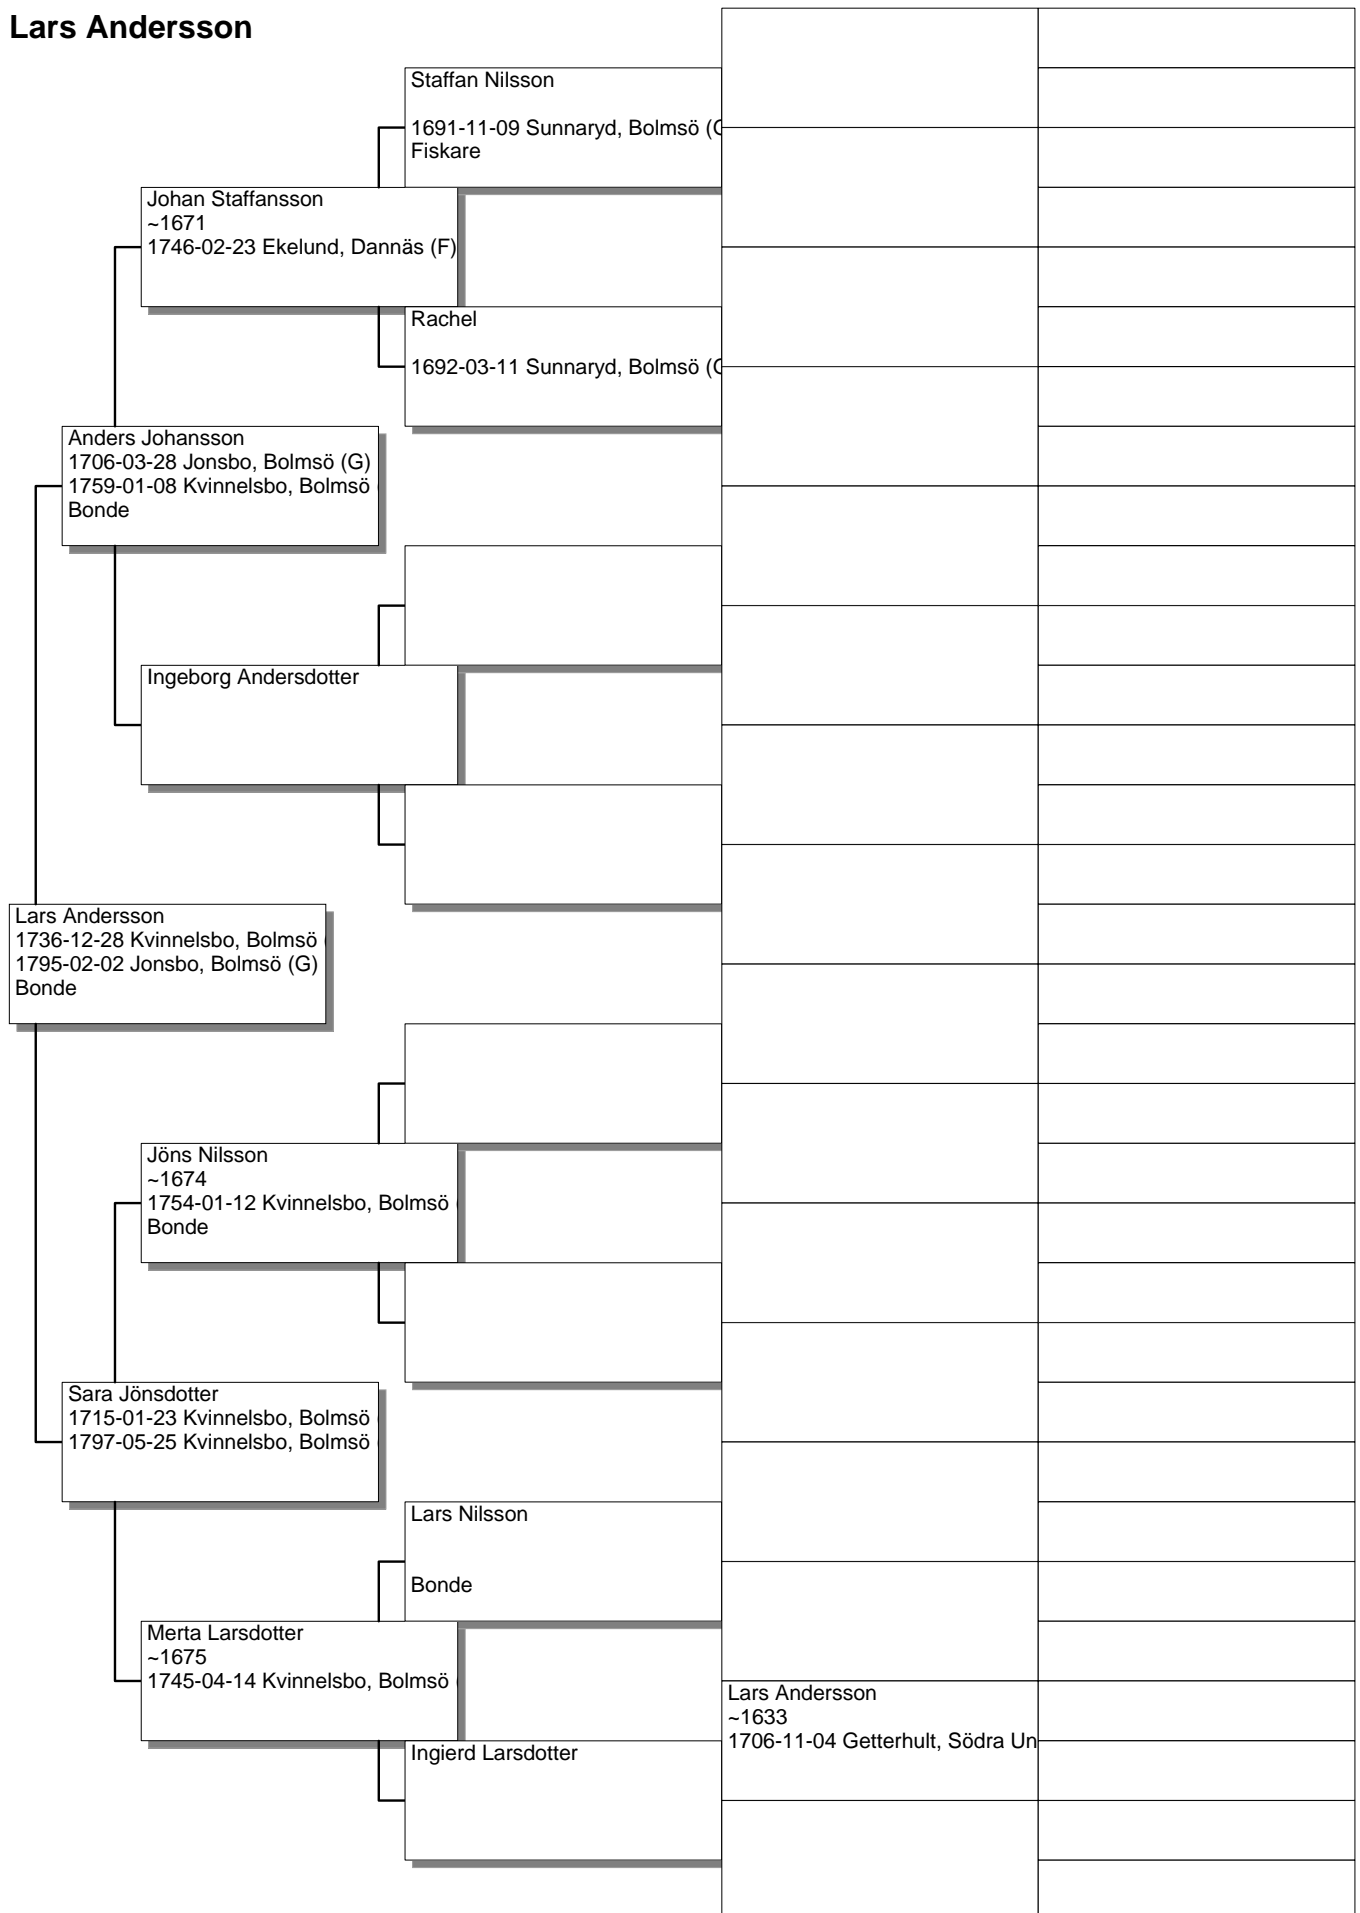 Lars Andersson
Staffan Nilsson
1691-11-09 Sunnaryd, Bolmsö
Fiskare
Johan Staffansson
~1671
1746-02-23 Ekelund, Dannäs (F)
Rachel
1692-03-11 Sunnaryd, Bolmsö
Anders Johansson
1706-03-28 Jonsbo, Bolmsö (G)
1759-01-08 Kvinnelsbo, Bolmsö
Bonde
Ingeborg Andersdotter
Lars Andersson
1736-12-28 Kvinnelsbo, Bolmsö
1795-02-02 Jonsbo, Bolmsö (G)
Bonde
Jöns Nilsson
~1674
1754-01-12 Kvinnelsbo, Bolmsö
Bonde
Sara Jönsdotter
1715-01-23 Kvinnelsbo, Bolmsö
1797-05-25 Kvinnelsbo, Bolmsö
Lars Nilsson
Bonde
Merta Larsdotter
~1675
1745-04-14 Kvinnelsbo, Bolmsö
Lars Andersson
~1633
1706-11-04 Getterhult, Södra Un
Ingierd Larsdotter